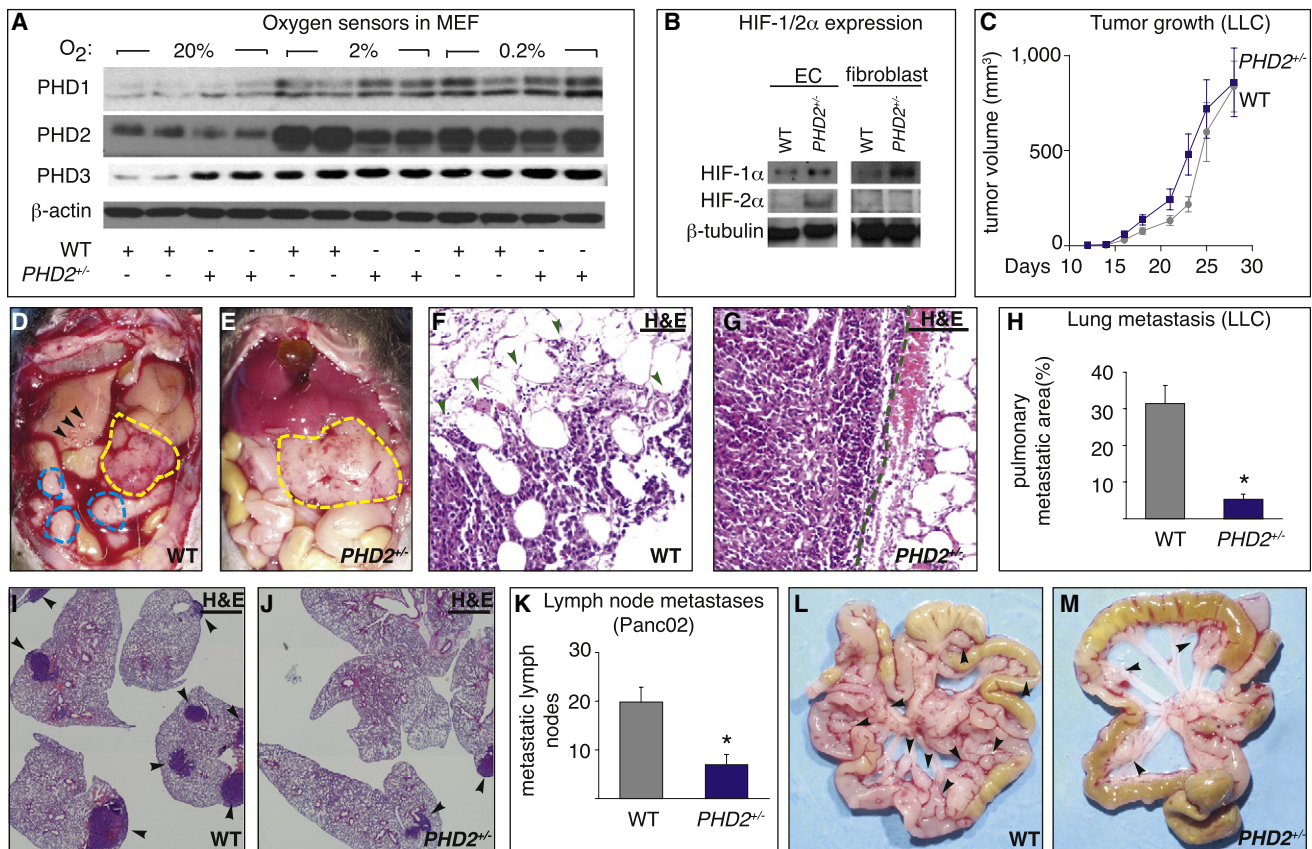 A Oxygen sensors in MEF
O₂: 20% 2% 0.2%
PHD1
PHD2
PHD3
β-actin
WT + + - - + + - - + + - -
PHD2+/- - - + + - - + + - - + +
B HIF-1/2α expression
EC fibroblast
WT PHD2+/- WT PHD2+/-
HIF-1α
HIF-2α
β-tubulin
C Tumor growth (LLC)
tumor volume (mm³)
1,000
500
0
Days 10 15 20 25 30
PHD2+/-
WT
D
WT
E
PHD2+/-
F H&E
WT
G H&E
PHD2+/-
H Lung metastasis (LLC)
pulmonary
metastatic area(%)
40
30
20
10
*
WT PHD2+/-
I H&E
WT
J H&E
PHD2+/-
K Lymph node metastases
(Panc02)
metastatic lymph
nodes
30
20
10
*
WT PHD2+/-
L
WT
M
PHD2+/-